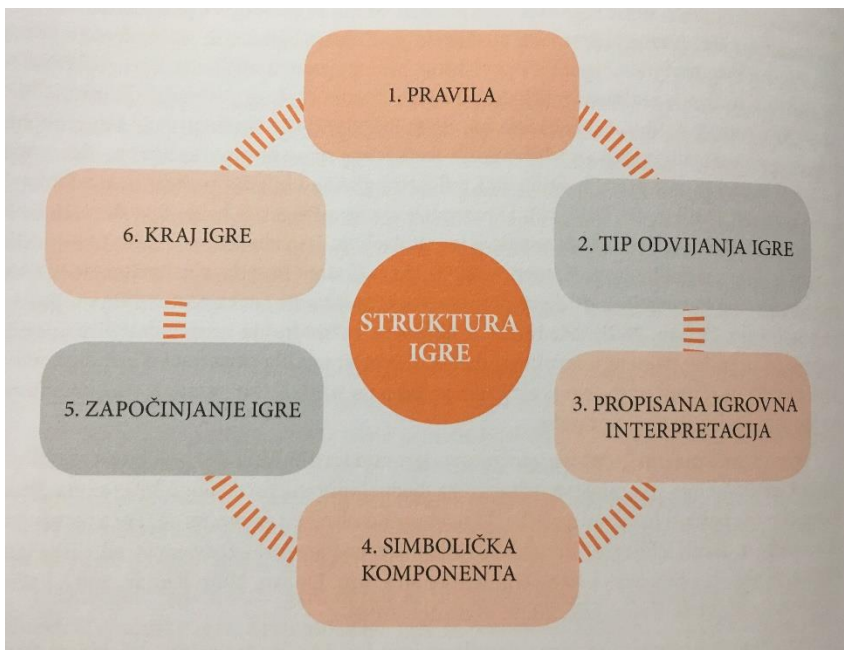 1. PRAVILA
2. TIP ODVIJANJA IGRE
3. PROPISANA IGROVNA
INTERPRETACIJA
4. SIMBOLIČKA
KOMPONENTA
5. ZAPOČINJANJE IGRE
6. KRAJ IGRE
STRUKTURA
IGRE